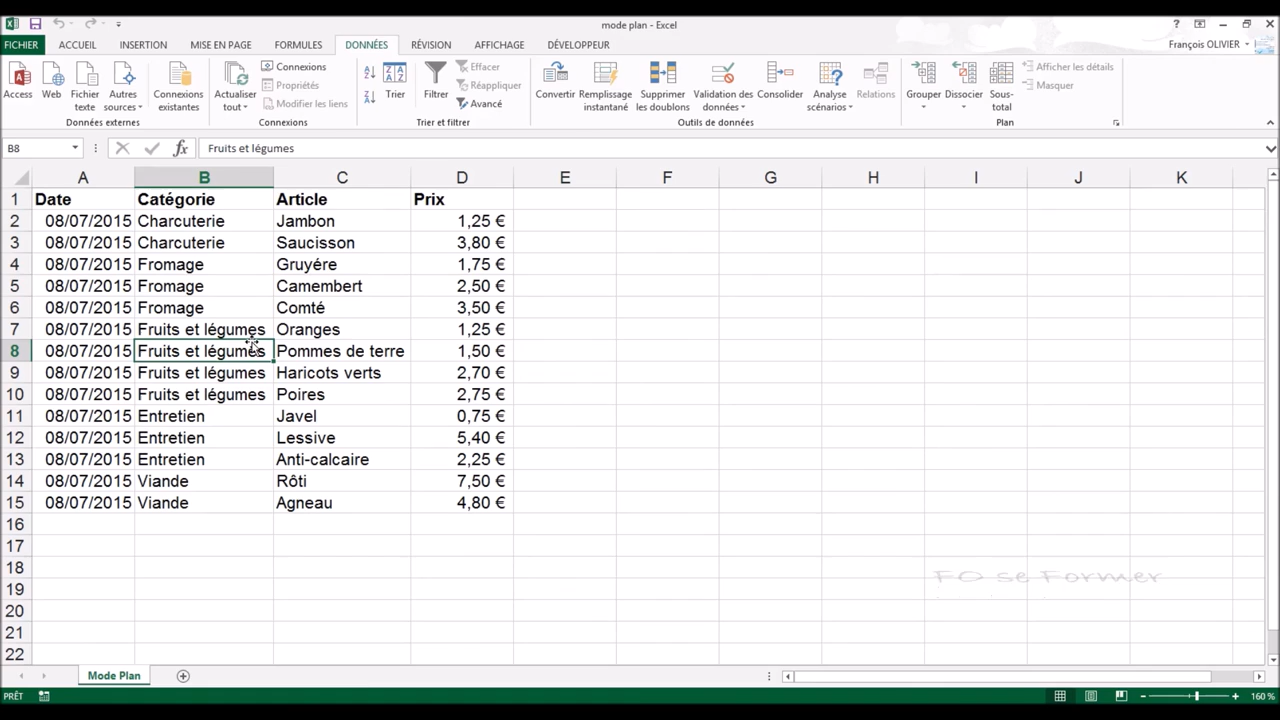 mode plan - Excel
FICHIER ACCUEIL INSERTION MISE EN PAGE FORMULES DONNÉES RÉVISION AFFICHAGE DÉVELOPPEUR François OLIVIER
Access
Web
Fichier texte
Autres sources
Connexions existantes
Données externes
Actualiser tout
Connexions
Propriétés
Modifier les liens
Connexions
Trier
Filtrer
Effacer
Réappliquer
Avancé
Trier et filtrer
Convertir
Remplissage instantané
Supprimer les doublons
Validation des données
Consolider
Analyse scénarios
Relations
Outils de données
Grouper
Dissocier
Sous-total
Afficher les détails
Masquer
Plan
B8 fx Fruits et légumes
A B C D E F G H I J K
1 Date Catégorie Article Prix
2 08/07/2015 Charcuterie Jambon 1,25 €
3 08/07/2015 Charcuterie Saucisson 3,80 €
4 08/07/2015 Fromage Gruyére 1,75 €
5 08/07/2015 Fromage Camembert 2,50 €
6 08/07/2015 Fromage Comté 3,50 €
7 08/07/2015 Fruits et légumes Oranges 1,25 €
8 08/07/2015 Fruits et légumes Pommes de terre 1,50 €
9 08/07/2015 Fruits et légumes Haricots verts 2,70 €
10 08/07/2015 Fruits et légumes Poires 2,75 €
11 08/07/2015 Entretien Javel 0,75 €
12 08/07/2015 Entretien Lessive 5,40 €
13 08/07/2015 Entretien Anti-calcaire 2,25 €
14 08/07/2015 Viande Rôti 7,50 €
15 08/07/2015 Viande Agneau 4,80 €
16
17
18 FO se Former
19
20
21
22
Mode Plan
PRÊT 160 %